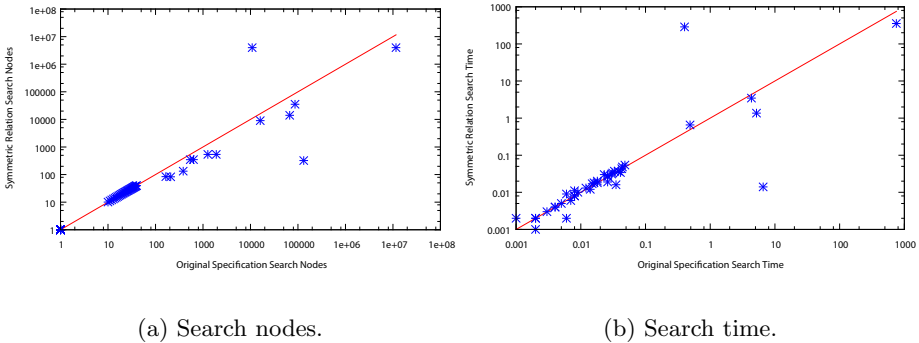 1e+08
1e+07
1e+06
100000
10000
1000
100
10
1
Symmetric Relation Search Nodes
1 10 100 1000 10000 100000 1e+06 1e+07 1e+08
Original Specification Search Nodes
(a) Search nodes.
1000
100
10
1
0.1
0.01
0.001
Symmetric Relation Search Time
0.001 0.01 0.1 1 10 100 1000
Original Specification Search Time
(b) Search time.